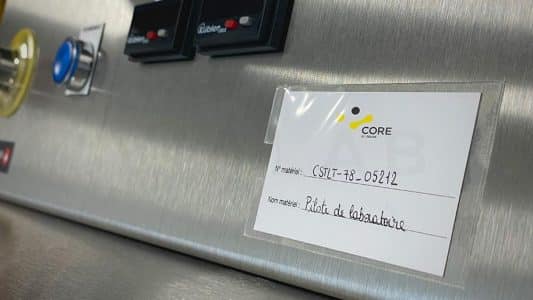 CORE
N° matériel : CSTLT-78_05212
Nom matériel : Pilote de laboratoire